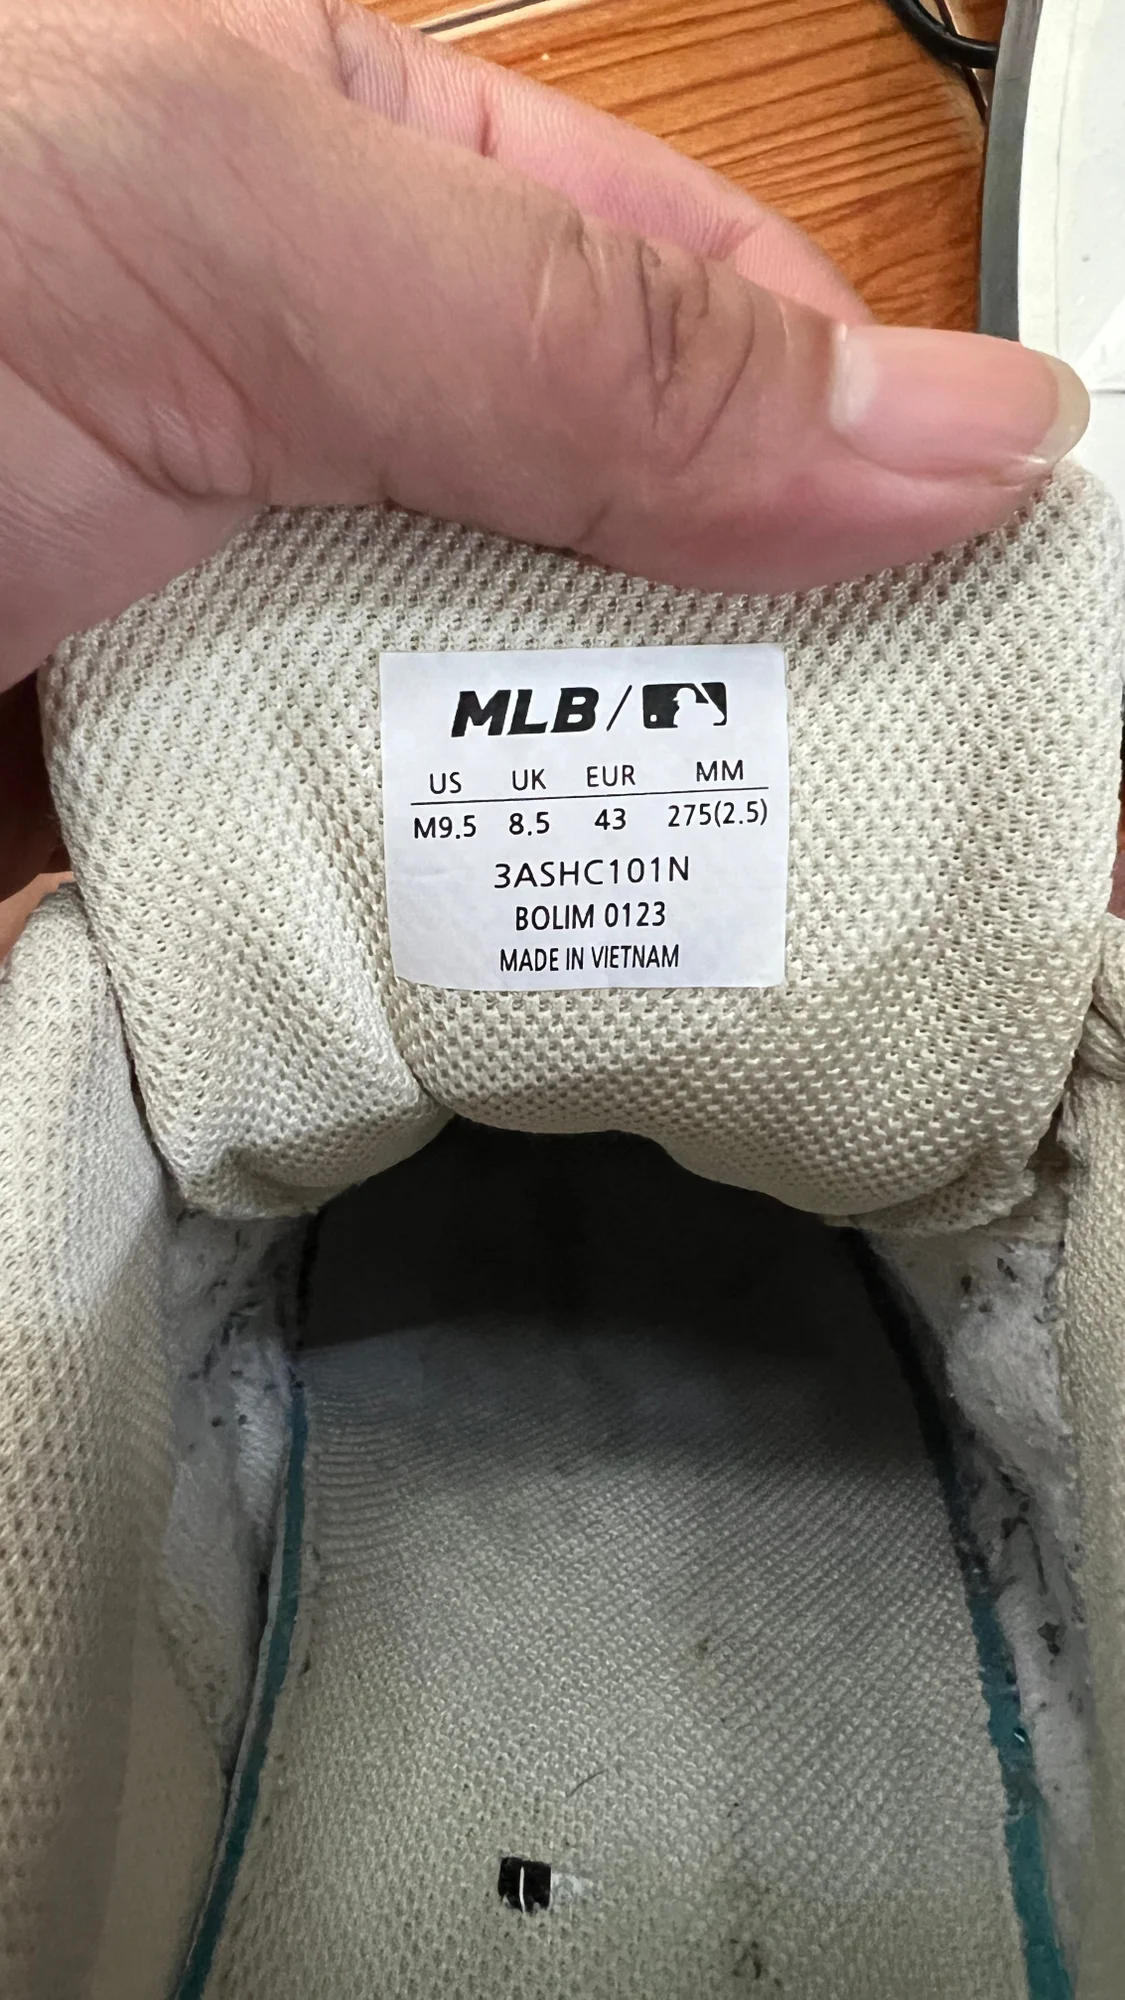 MLB/
US UK EUR MM
M9.5 8.5 43 275(2.5)
3ASHC101N
BOLIM 0123
MADE IN VIETNAM